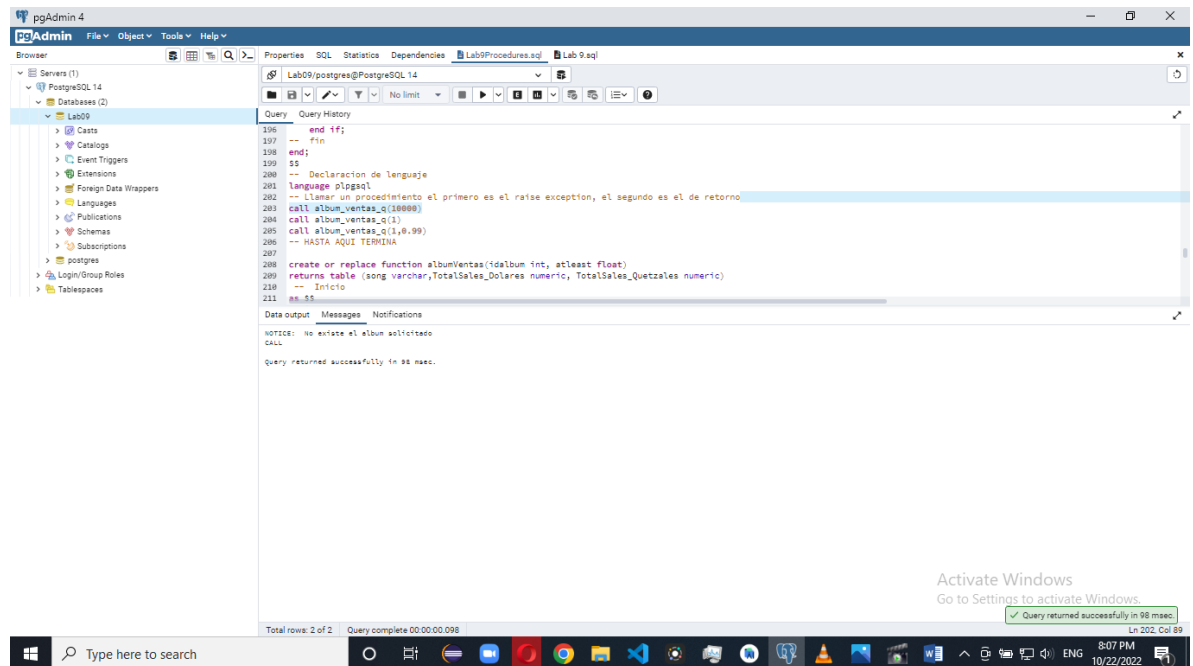 pgAdmin 4
pgAdmin File Object Tools Help
Browser
Properties SQL Statistics Dependencies Lab9Procedures.sql Lab 9.sql
Servers (1)
PostgreSQL 14
Databases (2)
Lab09
Casts
Catalogs
Event Triggers
Extensions
Foreign Data Wrappers
Languages
Publications
Schemas
Subscriptions
postgres
Login/Group Roles
Tablespaces
Lab09/postgres@PostgreSQL 14
No limit
Query Query History
196 end if;
197 -- fin
198 end;
199 $$
200 -- Declaracion de lenguaje
201 language plpgsql
202 -- Llamar un procedimiento el primero es el raise exception, el segundo es el de retorno
203 call album_ventas_q(10000)
204 call album_ventas_q(1)
205 call album_ventas_q(1,0.99)
206 -- HASTA AQUI TERMINA
207
208 create or replace function albumVentas(idalbum int, atleast float)
209 returns table (song varchar,TotalSales_Dolares numeric, TotalSales_Quetzales numeric)
210 -- Inicio
211 as $$
Data output Messages Notifications
NOTICE: No existe el album solicitado
CALL
Query returned successfully in 98 msec.
Activate Windows
Go to Settings to activate Windows.
Query returned successfully in 98 msec.
Total rows: 2 of 2 Query complete 00:00:00.098
Ln 202, Col 89
Type here to search
ENG
8:07 PM
10/22/2022